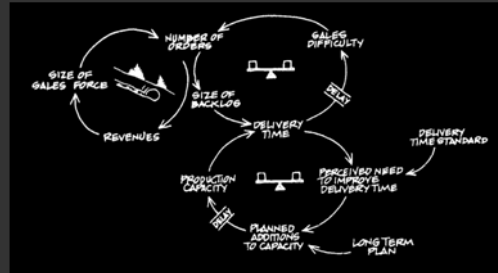 NUMBER OF
ORDERS
SALES
DIFFICULTY
SIZE OF
SALES FORCE
SIZE OF
BACKLOG
DELAY
REVENUES
DELIVERY
TIME
DELIVERY
TIME STANDARD
PRODUCTION
CAPACITY
PERCEIVED NEED
TO IMPROVE
DELIVERY TIME
DELAY
PLANNED
ADDITIONS
TO CAPACITY
LONG TERM
PLAN